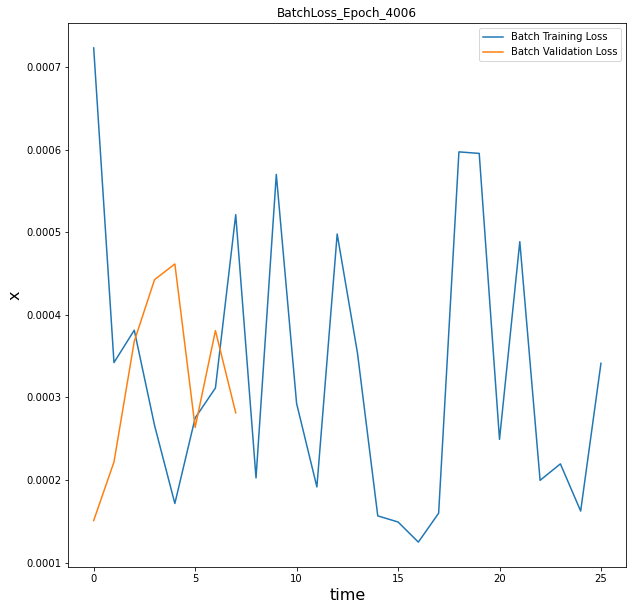 BatchLoss_Epoch_4006
Batch Training Loss
Batch Validation Loss
0.0007
0.0006
0.0005
0.0004
0.0003
0.0002
0.0001
x
0 5 10 15 20 25
time